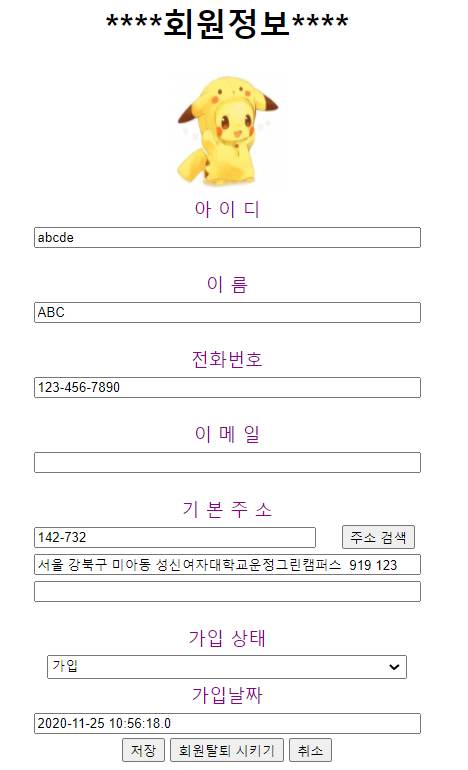 ****회원정보****
아 이 디
abcde
이 름
ABC
전화번호
123-456-7890
이 메 일
기 본 주 소
142-732 주소 검색
서울 강북구 미아동 성신여자대학교운정그린캠퍼스  919 123
가입 상태
가입
가입날짜
2020-11-25 10:56:18.0
저장 회원탈퇴 시키기 취소